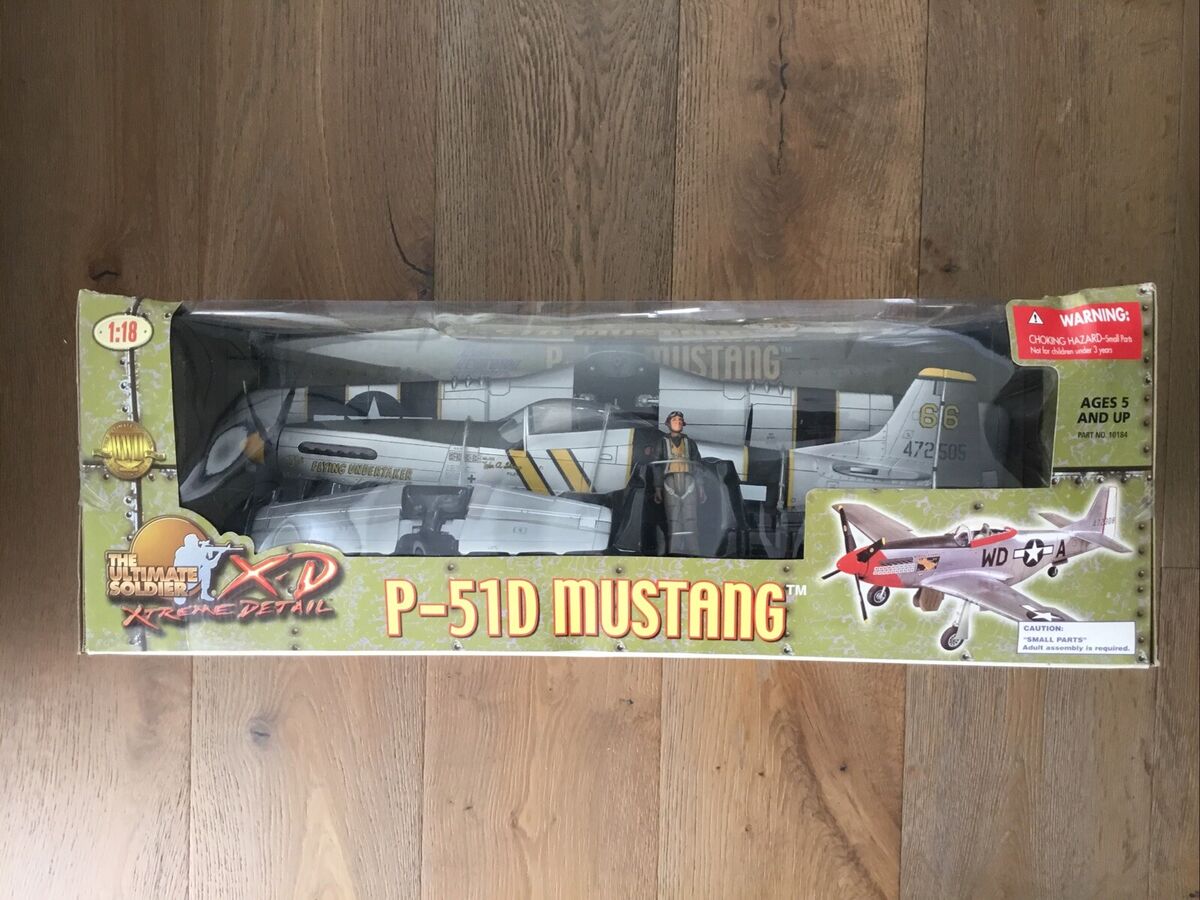 1:18
WARNING:
CHOKING HAZARD-Small Parts
Not for children under 3 years
AGES 5
AND UP
PART NO. 10184
P-51D MUSTANG
66
472505
FLYING UNDERTAKER
THE
ULTIMATE
SOLDIER
X-D
XTREME DETAIL
P-51D MUSTANG™
WD A
CAUTION:
"SMALL PARTS"
Adult assembly is required.